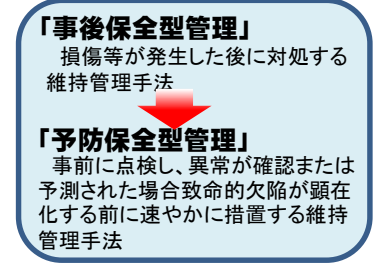 「事後保全型管理」
損傷等が発生した後に対処する
維持管理手法
「予防保全型管理」
事前に点検し、異常が確認または
予測された場合致命的欠陥が顕在
化する前に速やかに措置する維持
管理手法